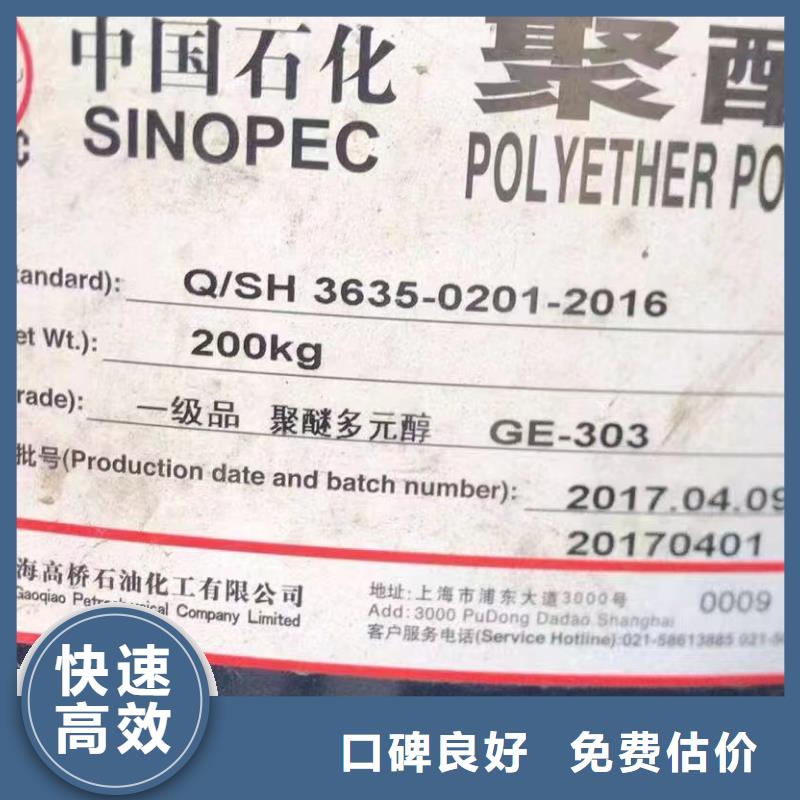 中国石化 聚醚
SINOPEC POLYETHER PO
C
tandard): Q/SH 3635-0201-2016
et Wt.): 200kg
rade): 一级品 聚醚多元醇 GE-303
批号(Production date and batch number): 2017.04.09
20170401
海高桥石油化工有限公司
Gaoqiao Company Limited
地址:上海市浦东大道3000号 0009
Add:3000 PuDong Dadao Shanghai
客户服务电话(Service Hotline):021-58613885 021-5
快速
高效
口碑良好 免费估价